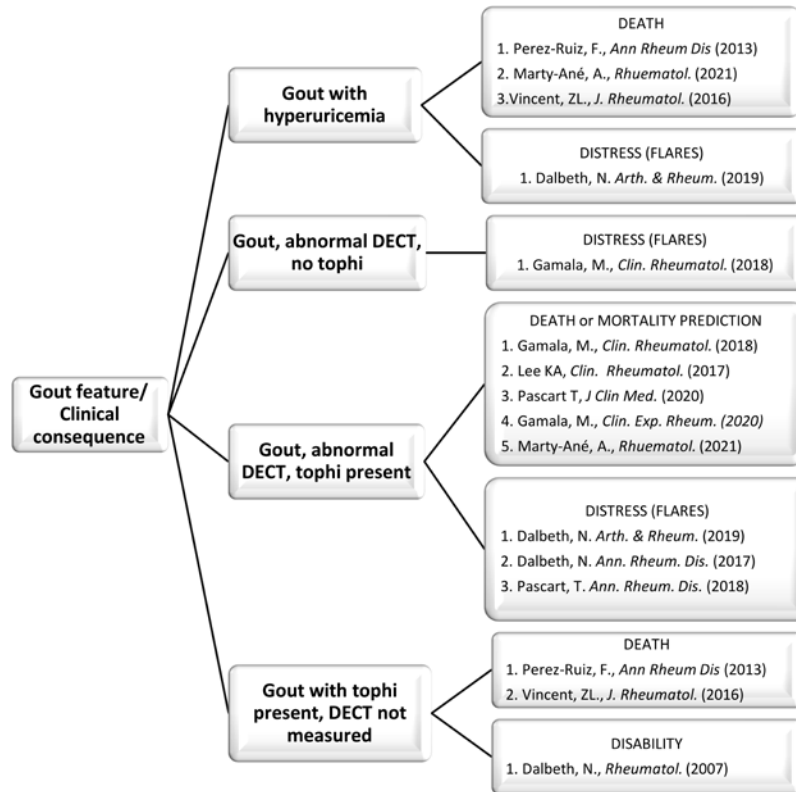 Gout feature/
Clinical
consequence
Gout with
hyperuricemia
DEATH
1. Perez-Ruiz, F., Ann Rheum Dis (2013)
2. Marty-Ané, A., Rhuematol. (2021)
3.Vincent, ZL., J. Rheumatol. (2016)
DISTRESS (FLARES)
1. Dalbeth, N. Arth. & Rheum. (2019)
Gout, abnormal DECT,
no tophi
DISTRESS (FLARES)
1. Gamala, M., Clin. Rheumatol. (2018)
Gout, abnormal
DECT, tophi present
DEATH or MORTALITY PREDICTION
1. Gamala, M., Clin. Rheumatol. (2018)
2. Lee KA, Clin. Rheumatol. (2017)
3. Pascart T, J Clin Med. (2020)
4. Gamala, M., Clin. Exp. Rheum. (2020)
5. Marty-Ané, A., Rhuematol. (2021)
DISTRESS (FLARES)
1. Dalbeth, N. Arth. & Rheum. (2019)
2. Dalbeth, N. Ann. Rheum. Dis. (2017)
3. Pascart, T. Ann. Rheum. Dis. (2018)
Gout with tophi
present, DECT not
measured
DEATH
1. Perez-Ruiz, F., Ann Rheum Dis (2013)
2. Vincent, ZL., J. Rheumatol. (2016)
DISABILITY
1. Dalbeth, N., Rheumatol. (2007)